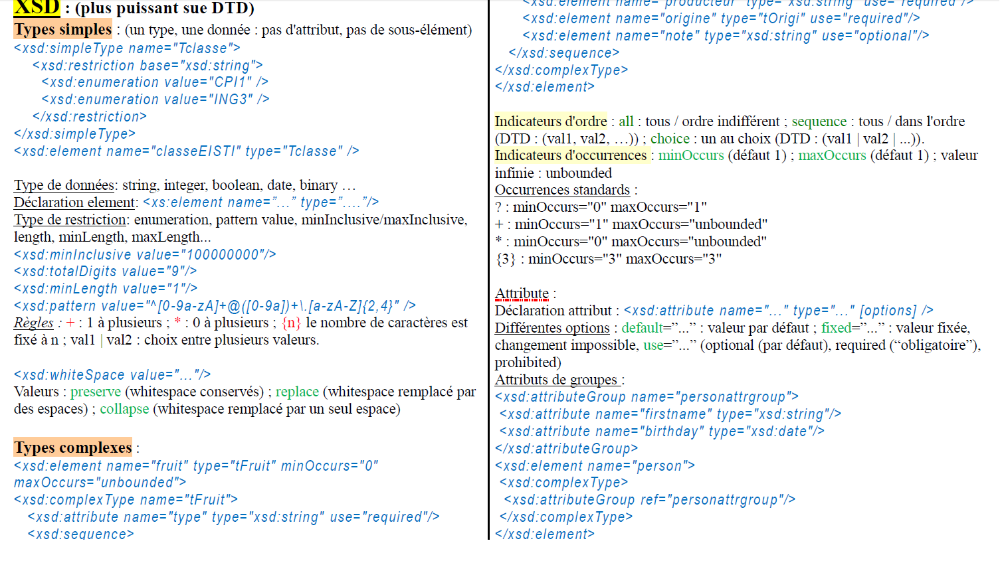 XSD : (plus puissant sue DTD)
Types simples : (un type, une donnée : pas d'attribut, pas de sous-élément)
<xsd:simpleType name="Tclasse">
<xsd:restriction base="xsd:string">
<xsd:enumeration value="CPI1" />
<xsd:enumeration value="ING3" />
</xsd:restriction>
</xsd:simpleType>
<xsd:element name="classeEISTI" type="Tclasse" />
Type de données: string, integer, boolean, date, binary …
Déclaration element: <xs:element name=”…” type=”….”/>
Type de restriction: enumeration, pattern value, minInclusive/maxInclusive,
length, minLength, maxLength...
<xsd:minInclusive value="100000000"/>
<xsd:totalDigits value="9"/>
<xsd:minLength value="1"/>
<xsd:pattern value="^[0-9a-zA]+@([0-9a])+\.[a-zA-Z]{2,4}" />
Règles : + : 1 à plusieurs ; * : 0 à plusieurs ; {n} le nombre de caractères est
fixé à n ; val1 | val2 : choix entre plusieurs valeurs.
<xsd:whiteSpace value="..."/>
Valeurs : preserve (whitespace conservés) ; replace (whitespace remplacé par
des espaces) ; collapse (whitespace remplacé par un seul espace)
Types complexes :
<xsd:element name="fruit" type="tFruit" minOccurs="0"
maxOccurs="unbounded">
<xsd:complexType name="tFruit">
<xsd:attribute name="type" type="xsd:string" use="required"/>
<xsd:sequence>
<xsd:element name="producteur" type="xsd:string" use="required"/>
<xsd:element name="origine" type="tOrigi" use="required"/>
<xsd:element name="note" type="xsd:string" use="optional"/>
</xsd:sequence>
</xsd:complexType>
</xsd:element>
Indicateurs d'ordre : all : tous / ordre indifférent ; sequence : tous / dans l'ordre
(DTD : (val1, val2, …)) ; choice : un au choix (DTD : (val1 | val2 | ...)).
Indicateurs d'occurrences : minOccurs (défaut 1) ; maxOccurs (défaut 1) ; valeur
infinie : unbounded
Occurrences standards :
? : minOccurs="0" maxOccurs="1"
+ : minOccurs="1" maxOccurs="unbounded"
* : minOccurs="0" maxOccurs="unbounded"
{3} : minOccurs="3" maxOccurs="3"
Attribute :
Déclaration attribut : <xsd:attribute name="..." type="..." [options] />
Différentes options : default=”...” : valeur par défaut ; fixed=”...” : valeur fixée,
changement impossible, use=”...” (optional (par défaut), required (“obligatoire”),
prohibited)
Attributs de groupes :
<xsd:attributeGroup name="personattrgroup">
<xsd:attribute name="firstname" type="xsd:string"/>
<xsd:attribute name="birthday" type="xsd:date"/>
</xsd:attributeGroup>
<xsd:element name="person">
<xsd:complexType>
<xsd:attributeGroup ref="personattrgroup"/>
</xsd:complexType>
</xsd:element>